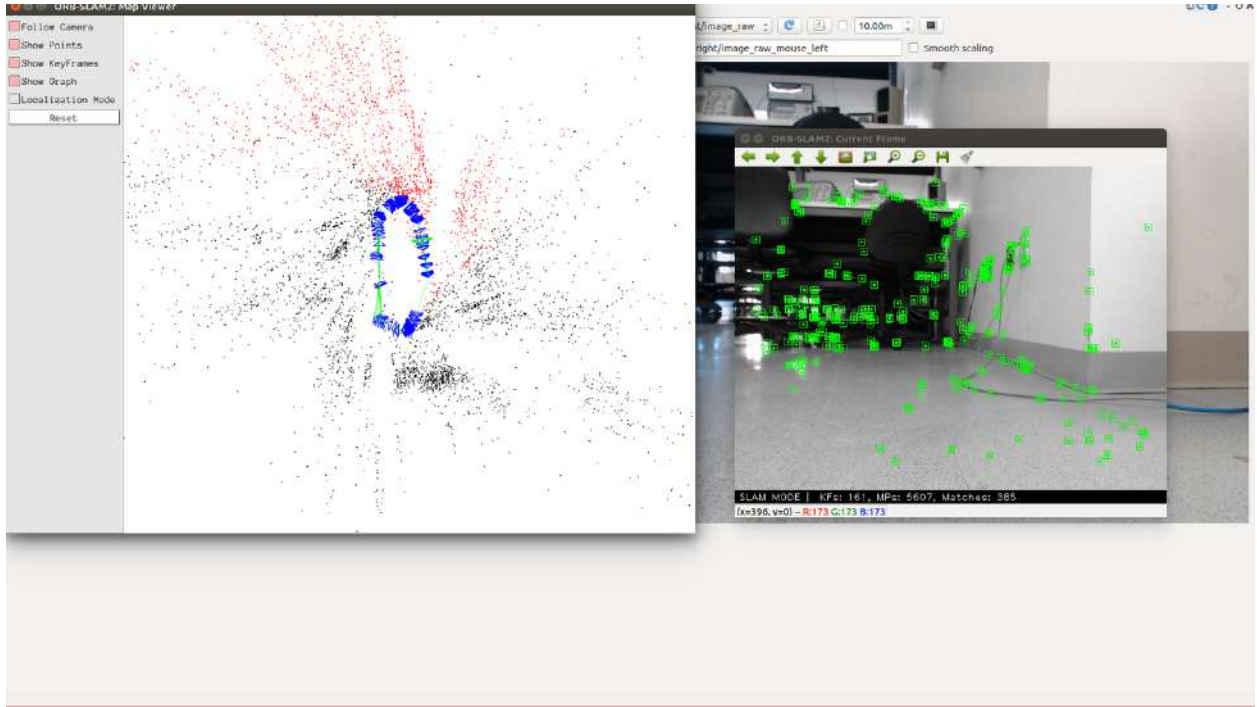 ORB-SLAM2: Map Viewer
Follow Camera
Show Points
Show KeyFrames
Show Graph
Localization Mode
Reset
/image_raw
10.00m
right/image_raw_mouse_left
Smooth scaling
ORB-SLAM2: Current Frame
SLAM MODE | KFs: 161, MPs: 5607, Matches: 385
(x=396, y=0) ~ R:173 G:173 B:173